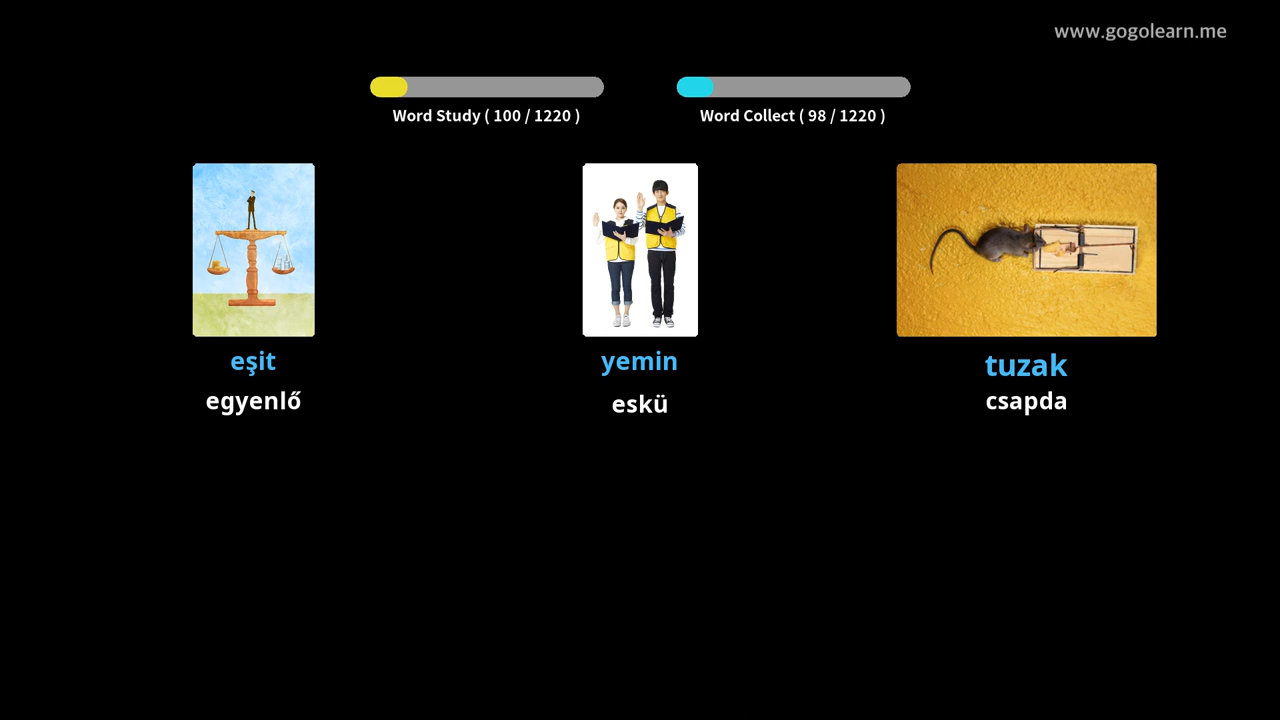 www.gogolearn.me
Word Study ( 100 / 1220 )
Word Collect ( 98 / 1220 )
eşit
egyenlő
yemin
eskü
tuzak
csapda